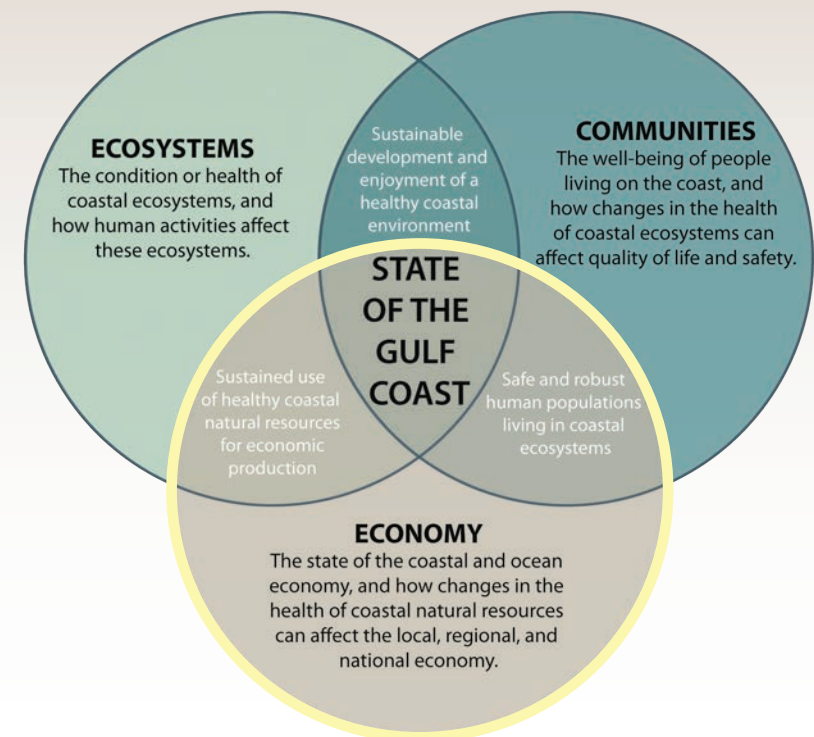 ECOSYSTEMS
The condition or health of
coastal ecosystems, and
how human activities affect
these ecosystems.
Sustainable
development and
enjoyment of a
healthy coastal
environment
COMMUNITIES
The well-being of people
living on the coast, and
how changes in the health
of coastal ecosystems can
affect quality of life and safety.
STATE
OF THE
GULF
COAST
Sustained use
of healthy coastal
natural resources
for economic
production
Safe and robust
human populations
living in coastal
ecosystems
ECONOMY
The state of the coastal and ocean
economy, and how changes in the
health of coastal natural resources
can affect the local, regional, and
national economy.